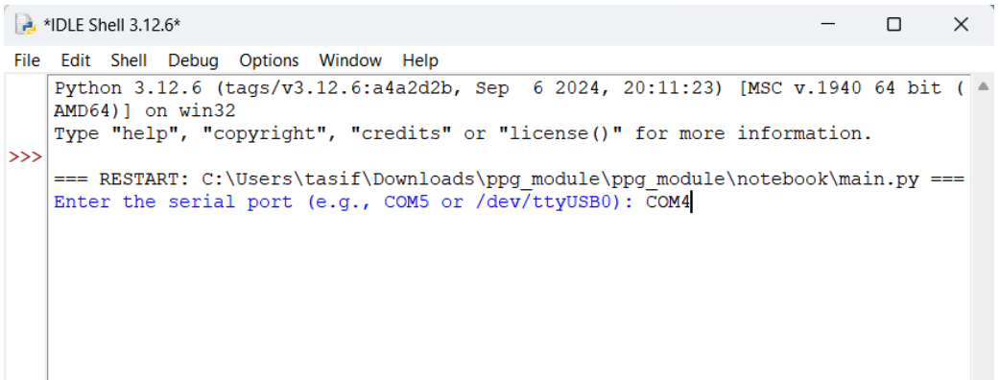 *IDLE Shell 3.12.6*
File Edit Shell Debug Options Window Help
Python 3.12.6 (tags/v3.12.6:a4a2d2b, Sep  6 2024, 20:11:23) [MSC v.1940 64 bit (
AMD64)] on win32
Type "help", "copyright", "credits" or "license()" for more information.
>>>
=== RESTART: C:\Users\tasif\Downloads\ppg_module\ppg_module\notebook\main.py ===
Enter the serial port (e.g., COM5 or /dev/ttyUSB0): COM4